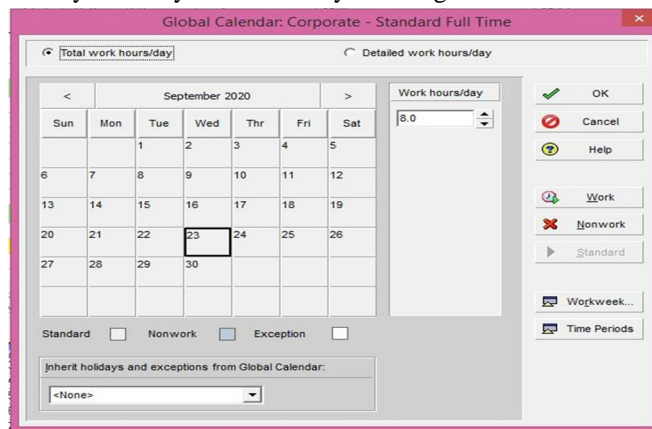 Global Calendar: Corporate - Standard Full Time
Total work hours/day
Detailed work hours/day
< September 2020 >
Sun Mon Tue Wed Thr Fri Sat
1 2 3 4 5
6 7 8 9 10 11 12
13 14 15 16 17 18 19
20 21 22 23 24 25 26
27 28 29 30
Standard Nonwork Exception
Inherit holidays and exceptions from Global Calendar:
<None>
Work hours/day
8.0
OK
Cancel
Help
Work
Nonwork
Standard
Workweek...
Time Periods